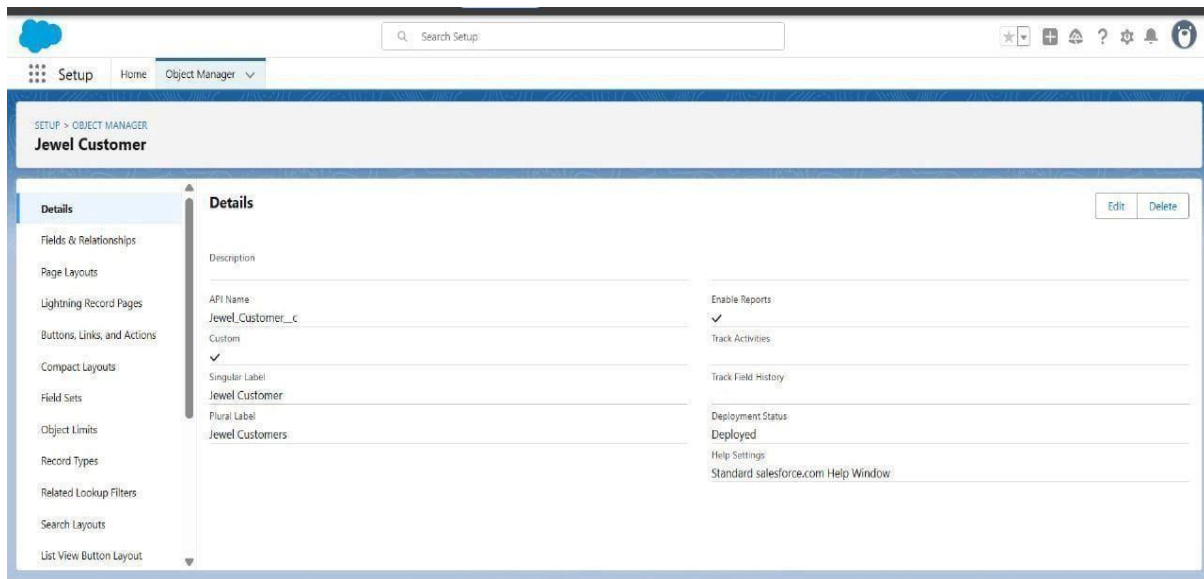 Search Setup
Setup
Home
Object Manager
SETUP > OBJECT MANAGER
Jewel Customer
Details
Fields & Relationships
Page Layouts
Lightning Record Pages
Buttons, Links, and Actions
Compact Layouts
Field Sets
Object Limits
Record Types
Related Lookup Filters
Search Layouts
List View Button Layout
Details
Edit
Delete
Description
API Name
Jewel_Customer__c
Custom
Singular Label
Jewel Customer
Plural Label
Jewel Customers
Enable Reports
Track Activities
Track Field History
Deployment Status
Deployed
Help Settings
Standard salesforce.com Help Window